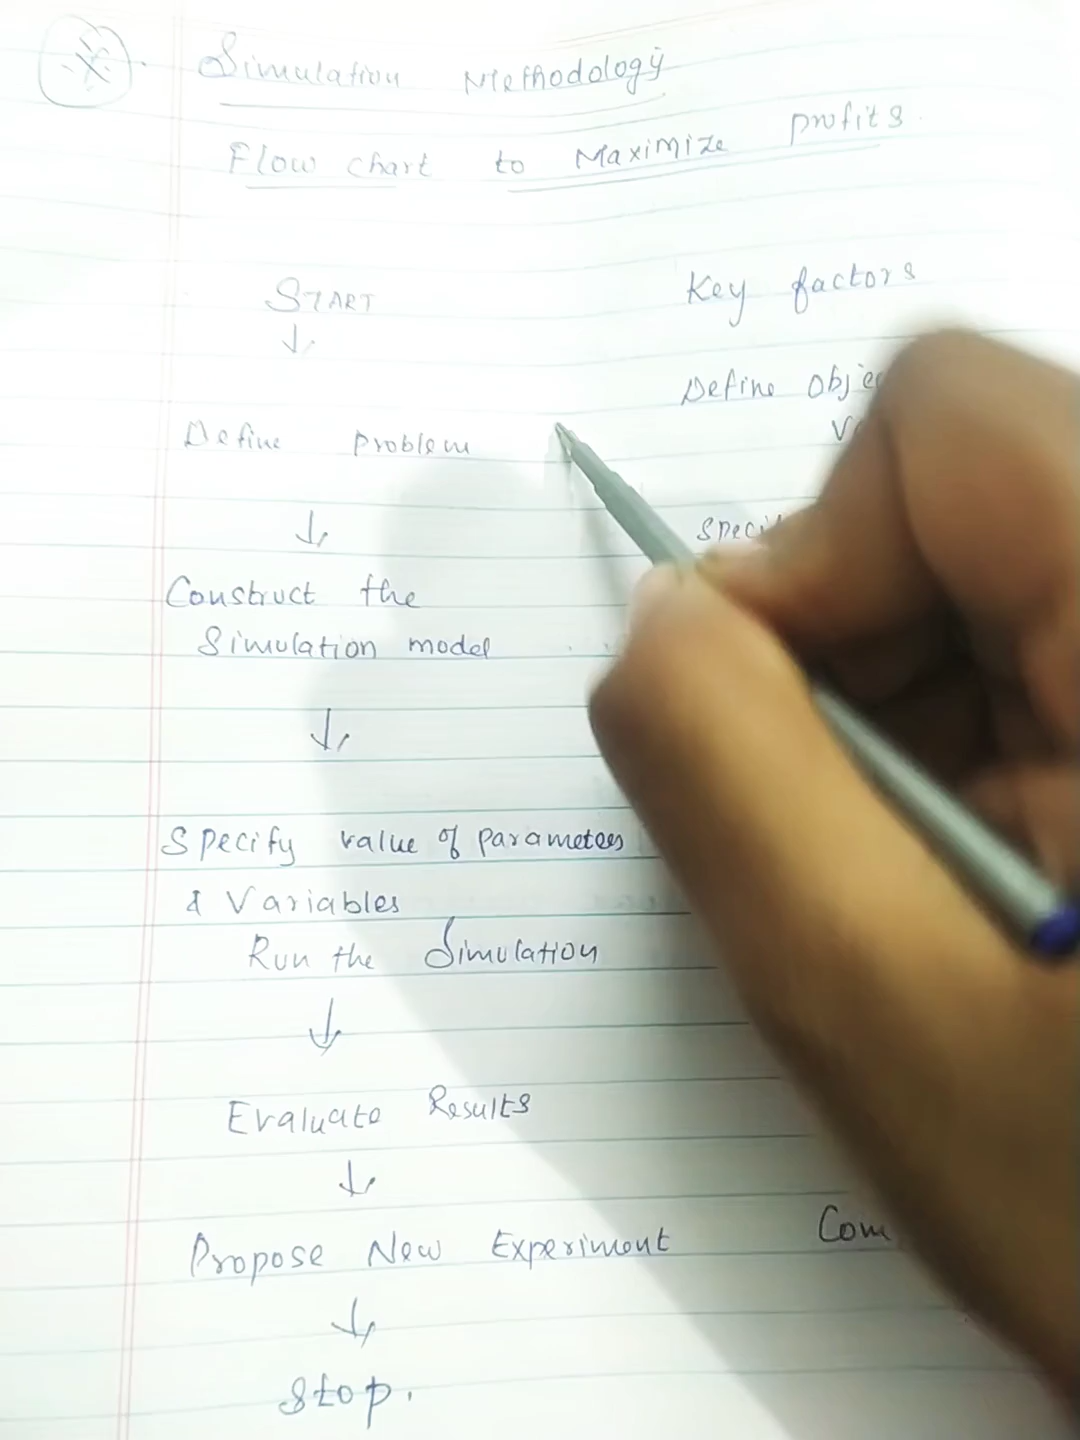 Simulation Methodology
Flow chart to Maximize profits.
START
Define problem
Construct the
Simulation model
Specify value of parameters
& Variables
Run the Simulation
Evaluate Results
Propose New Experiment
Stop.
Key factors
Define